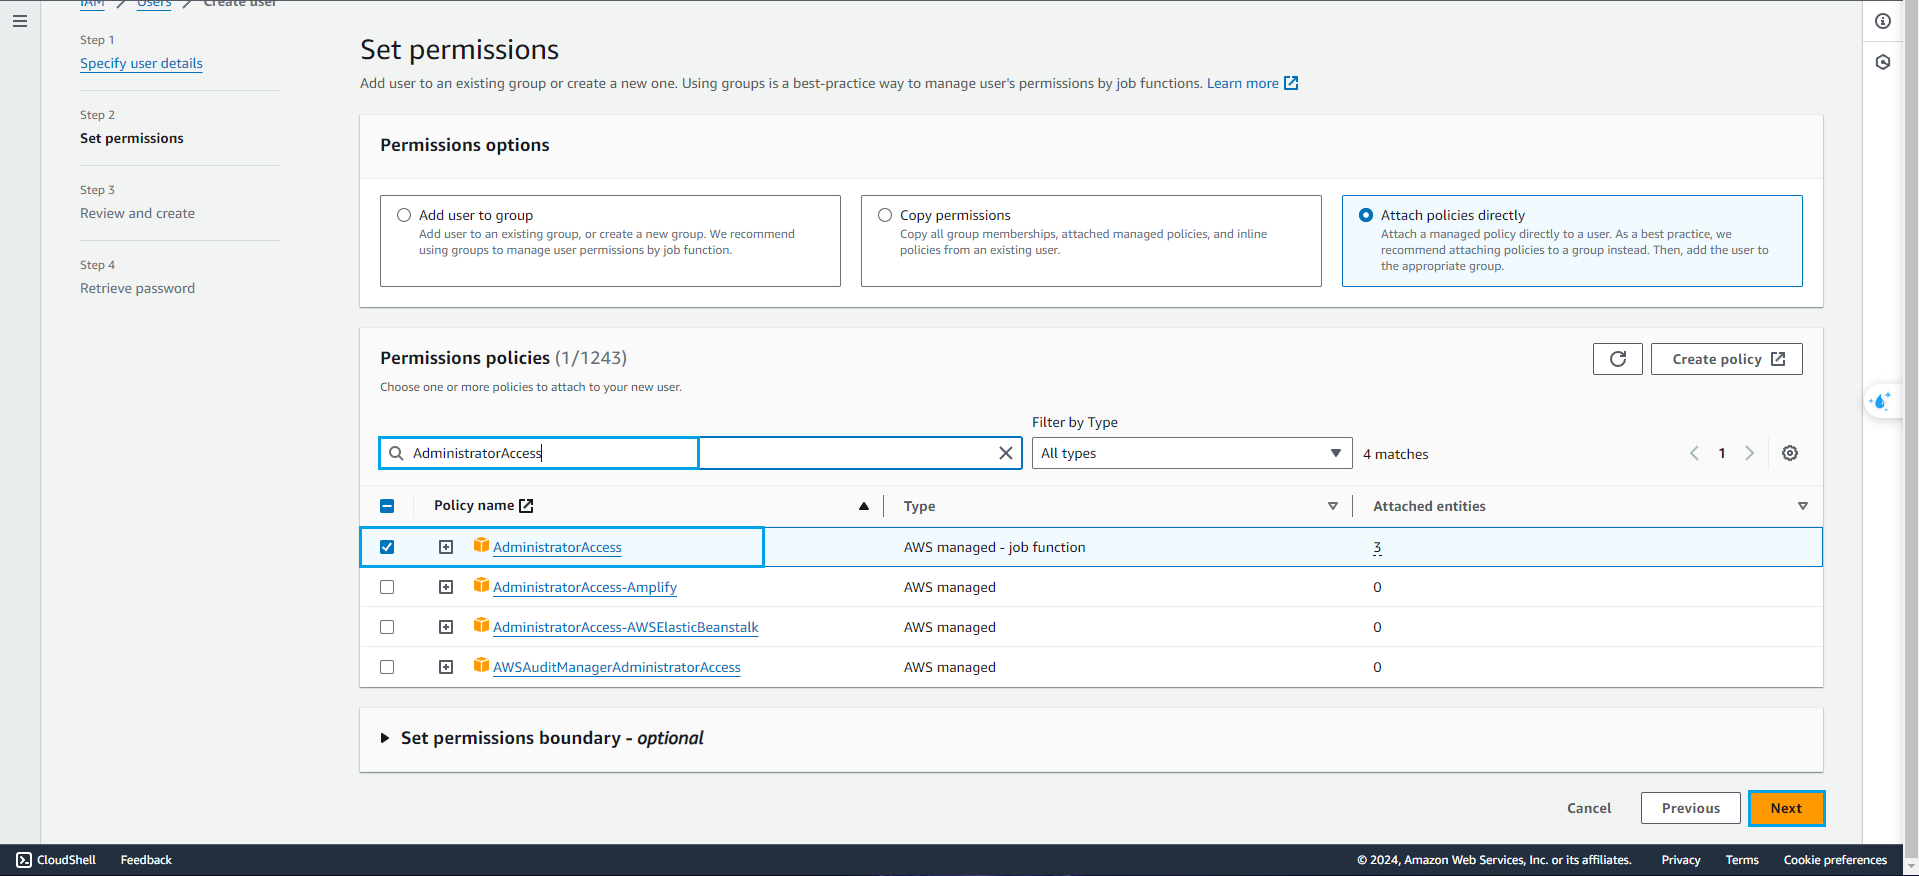 IAM / Users / Create user
Step 1
Specify user details
Step 2
Set permissions
Step 3
Review and create
Step 4
Retrieve password
Set permissions
Add user to an existing group or create a new one. Using groups is a best-practice way to manage user's permissions by job functions. Learn more
Permissions options
Add user to group
Add user to an existing group, or create a new group. We recommend
using groups to manage user permissions by job function.
Copy permissions
Copy all group memberships, attached managed policies, and inline
policies from an existing user.
Attach policies directly
Attach a managed policy directly to a user. As a best practice, we
recommend attaching policies to a group instead. Then, add the user to
the appropriate group.
Permissions policies (1/1243)
Choose one or more policies to attach to your new user.
Create policy
Filter by Type
AdministratorAccess
All types
4 matches
1
Policy name Type Attached entities
AdministratorAccess AWS managed - job function 3
AdministratorAccess-Amplify AWS managed 0
AdministratorAccess-AWSElasticBeanstalk AWS managed 0
AWSAuditManagerAdministratorAccess AWS managed 0
Set permissions boundary - optional
Cancel Previous Next
CloudShell Feedback © 2024, Amazon Web Services, Inc. or its affiliates. Privacy Terms Cookie preferences